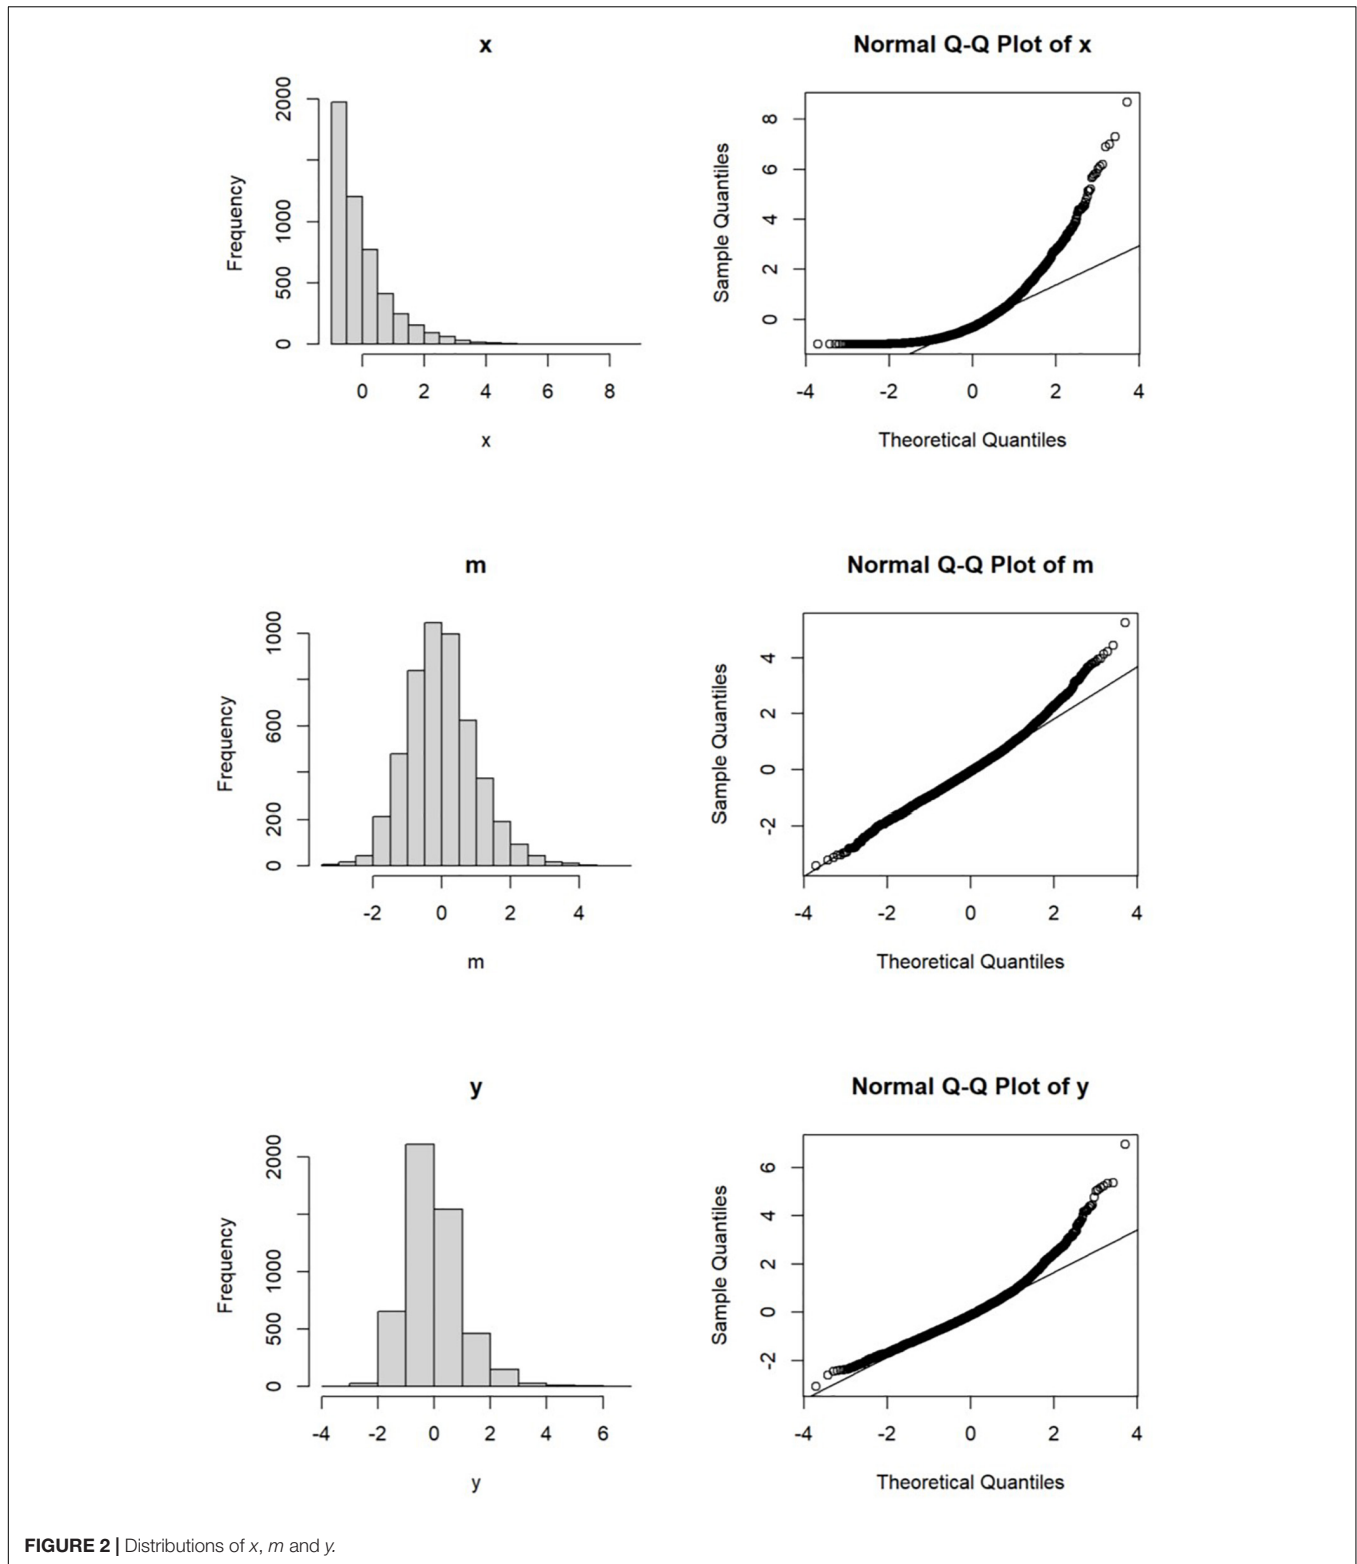 x
Normal Q-Q Plot of x
Frequency
0
500
1000
2000
0
2
4
6
8
x
Sample Quantiles
0
2
4
6
8
-4
-2
0
2
4
Theoretical Quantiles
m
Normal Q-Q Plot of m
Frequency
0
200
600
1000
-2
0
2
4
m
Sample Quantiles
-2
0
2
4
-4
-2
0
2
4
Theoretical Quantiles
y
Normal Q-Q Plot of y
Frequency
0
500
1000
2000
-4
-2
0
2
4
6
y
Sample Quantiles
-2
0
2
4
6
-4
-2
0
2
4
Theoretical Quantiles
FIGURE 2 | Distributions of x, m and y.